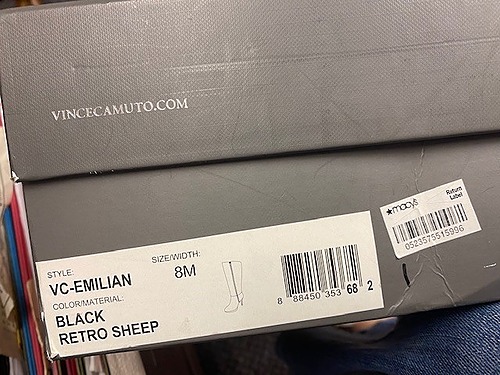 VINCECAMUTO.COM
★macy's
Return
Label
0523575515996
STYLE:
VC-EMILIAN
SIZE/WIDTH:
8M
COLOR/MATERIAL:
BLACK
RETRO SHEEP
8 88450 353 68 2